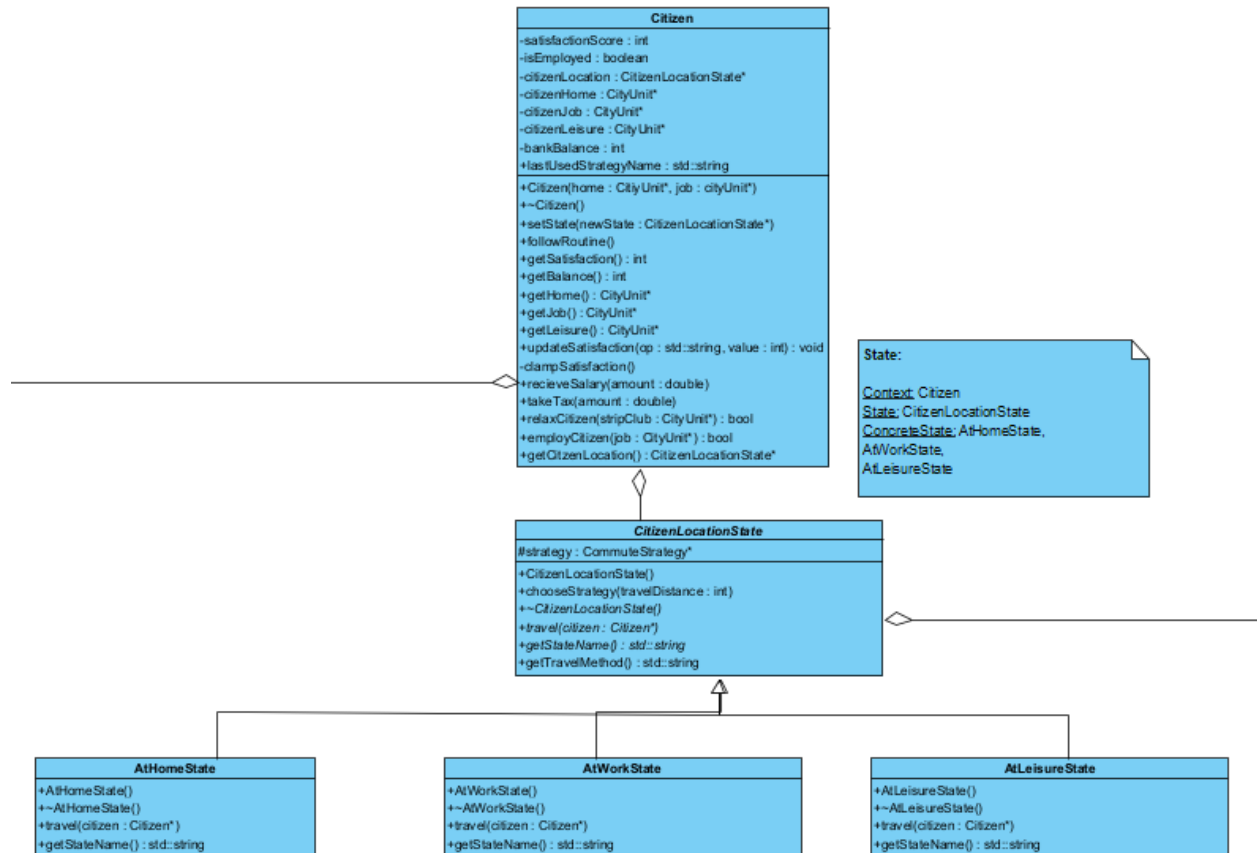 Citizen
-satisfactionScore : int
-isEmployed : boolean
-citizenLocation : CitizenLocationState*
-citizenHome : CityUnit*
-citizenJob : CityUnit*
-citizenLeisure : CityUnit*
-bankBalance : int
+lastUsedStrategyName : std::string
+Citizen(home : CitiyUnit*, job : cityUnit*)
+~Citizen()
+setState(newState : CitizenLocationState*)
+followRoutine()
+getSatisfaction() : int
+getBalance() : int
+getHome() : CityUnit*
+getJob() : CityUnit*
+getLeisure() : CityUnit*
+updateSatisfaction(op : std::string, value : int) : void
-clampSatisfaction()
+recieveSalary(amount : double)
+takeTax(amount : double)
+relaxCitizen(stripClub : CityUnit*) : bool
+employCitizen(job : CityUnit*) : bool
+getCitzenLocation() : CitizenLocationState*
State:
Context: Citizen
State: CitizenLocationState
ConcreteState: AtHomeState,
AtWorkState,
AtLeisureState
CitizenLocationState
#strategy : CommuteStrategy*
+CitizenLocationState()
+chooseStrategy(travelDistance : int)
+~CitizenLocationState()
+travel(citizen : Citizen*)
+getStateName() : std::string
+getTravelMethod() : std::string
AtHomeState
+AtHomeState()
+~AtHomeState()
+travel(citizen : Citizen*)
+getStateName() : std::string
AtWorkState
+AtWorkState()
+~AtWorkState()
+travel(citizen : Citizen*)
+getStateName() : std::string
AtLeisureState
+AtLeisureState()
+~AtLeisureState()
+travel(citizen : Citizen*)
+getStateName() : std::string